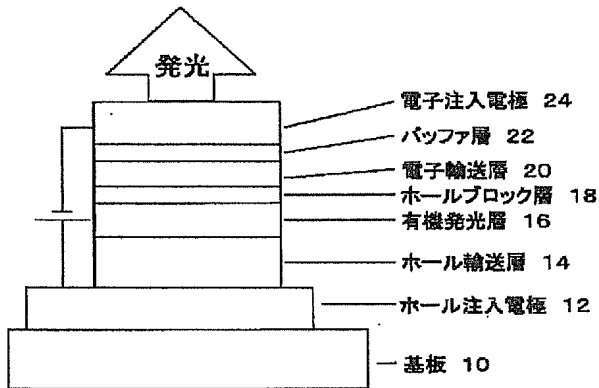 発光
電子注入電極 24
バッファ層 22
電子輸送層 20
ホールブロック層 18
有機発光層 16
ホール輸送層 14
ホール注入電極 12
基板 10